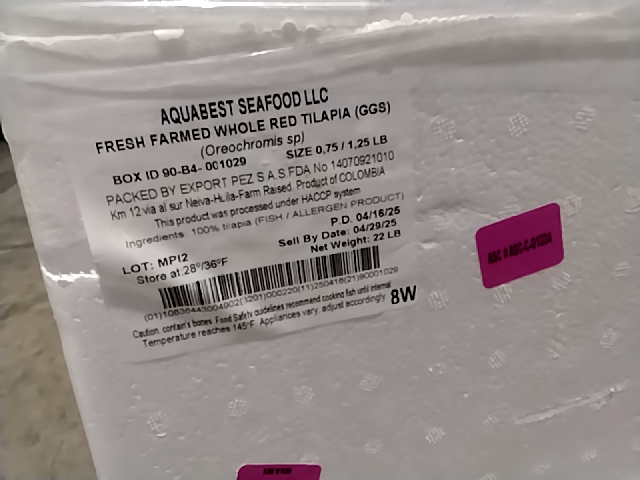 AQUABEST SEAFOOD LLC
FRESH FARMED WHOLE RED TILAPIA (GGS)
(Oreochromis sp)
BOX ID 90-B4- 001029 SIZE 0,75 / 1,25 LB
PACKED BY EXPORT PEZ S A S.FDA No 14070921010
Km 12 via al sur Neiva-Huila-Farm Raised. Product of COLOMBIA
This product was processed under HACCP system
Ingredients: 100% tilapia (FISH / ALLERGEN PRODUCT)
P.D. 04/16/25
Sell By Date: 04/29/25
LOT: MPI2 Net Weight: 22 LB
Store at:28°/36°F
Caution, contain's bones. Food Safety guidelines recommend cooking fish until internal
Temperature reaches 145°F. Appliances vary, adjust accordingly
8W
MIAMI